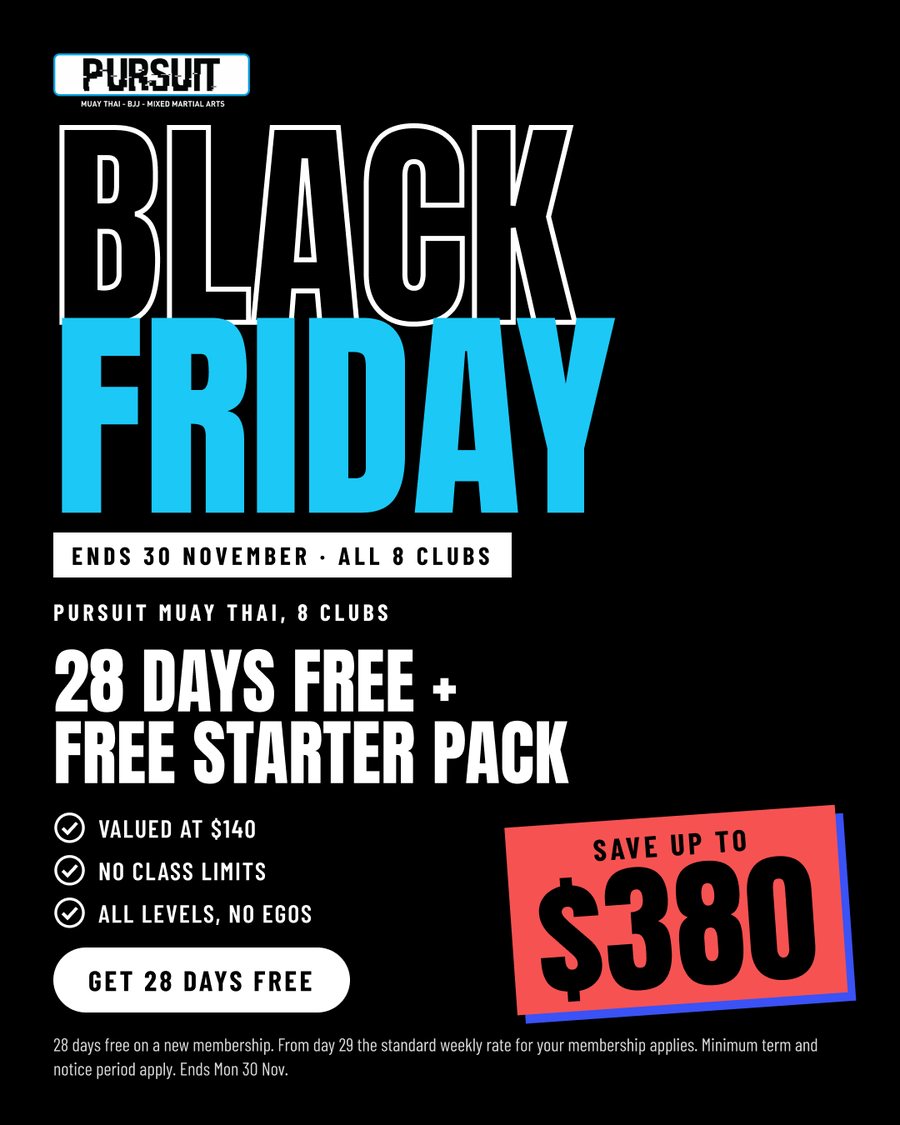 PURSUIT
MUAY THAI - BJJ - MIXED MARTIAL ARTS
BLACK
FRIDAY
ENDS 30 NOVEMBER · ALL 8 CLUBS
PURSUIT MUAY THAI, 8 CLUBS
28 DAYS FREE +
FREE STARTER PACK
VALUED AT $140
NO CLASS LIMITS
ALL LEVELS, NO EGOS
SAVE UP TO
$380
GET 28 DAYS FREE
28 days free on a new membership. From day 29 the standard weekly rate for your membership applies. Minimum term and
notice period apply. Ends Mon 30 Nov.